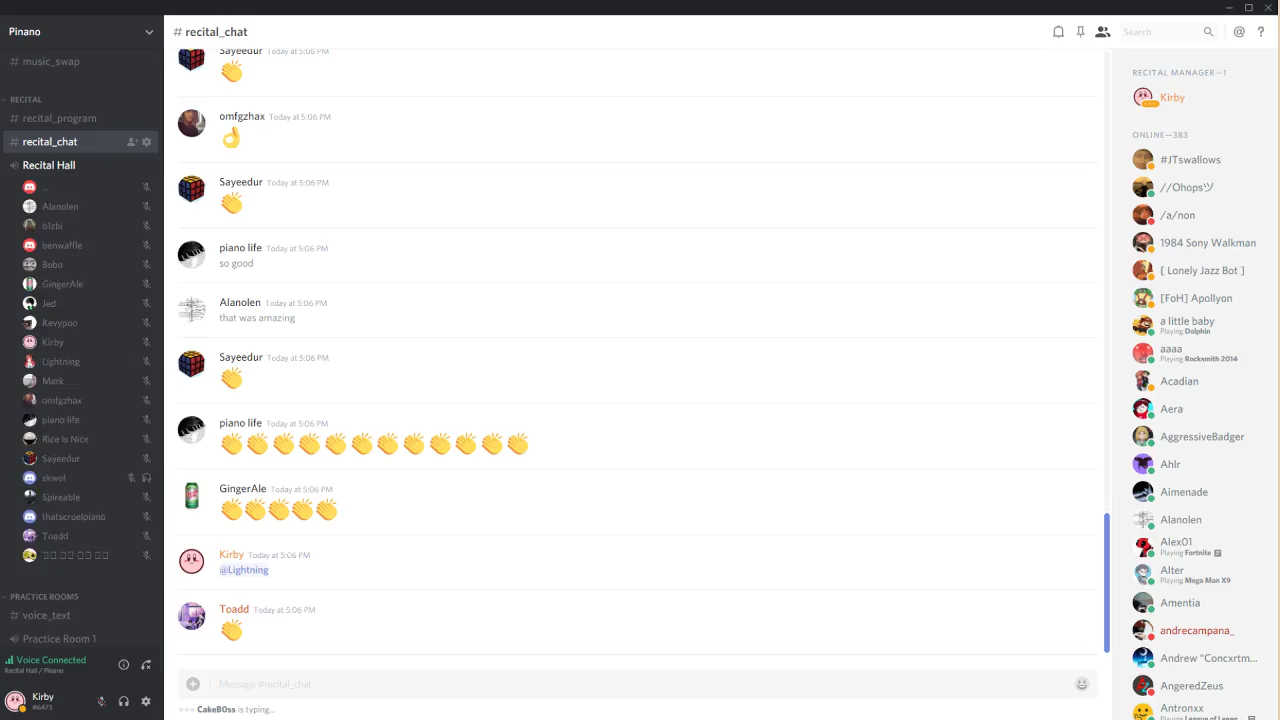 Pinano
# music_swap
RECITAL
# recital_program
# recital_chat
Recital Hall
...
Alanolen
b1zbi
benwaffle
Bobo
GingerAle
Jed
Kevypoo
Kirby
Lightning
Mark
omfgzhax
piano life
Rice Is Nice
Sayeedur
skwol
Spireable
thatscruelpiano
Toadd
PRACTICE ROOMS
# voice_text
Practice Room 1
Voice Connected
Recital Hall / Pinano
Kirby
#6473
# recital_chat
Search
@ ?
Sayeedur Today at 5:06 PM
👏
omfgzhax Today at 5:06 PM
👌
Sayeedur Today at 5:06 PM
👏
piano life Today at 5:06 PM
so good
Alanolen Today at 5:06 PM
that was amazing
Sayeedur Today at 5:06 PM
👏
piano life Today at 5:06 PM
👏👏👏👏👏👏👏👏👏👏👏👏
GingerAle Today at 5:06 PM
👏👏👏👏👏
Kirby Today at 5:06 PM
@Lightning
Toadd Today at 5:06 PM
👏
Message #recital_chat
CakeB0ss is typing...
RECITAL MANAGER—1
Kirby
ONLINE—383
#JTswallows
//Ohopsツ
/a/non
1984 Sony Walkman
[ Lonely Jazz Bot ]
[FoH] Apollyon
a little baby
Playing Dolphin
aaaa
Playing Rocksmith 2014
Acadian
Aera
AggressiveBadger
Ahlr
Aimenade
Alanolen
Alex01
Playing Fortnite
Alter
Playing Mega Man X9
Amentia
andrecampana_
Andrew "Concxrtm...
AngeredZeus
Antronxx
Playing League of Legen...